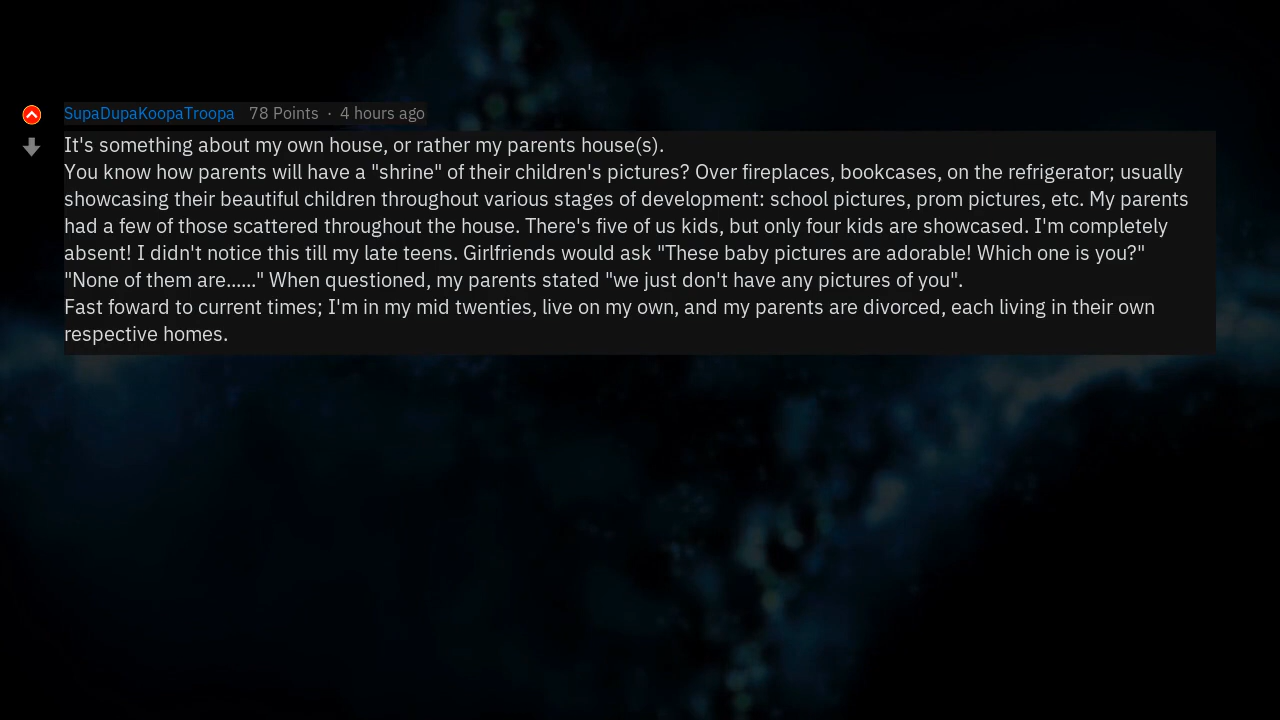 SupaDupaKoopaTroopa 78 Points · 4 hours ago
It's something about my own house, or rather my parents house(s).
You know how parents will have a "shrine" of their children's pictures? Over fireplaces, bookcases, on the refrigerator; usually
showcasing their beautiful children throughout various stages of development: school pictures, prom pictures, etc. My parents
had a few of those scattered throughout the house. There's five of us kids, but only four kids are showcased. I'm completely
absent! I didn't notice this till my late teens. Girlfriends would ask "These baby pictures are adorable! Which one is you?"
"None of them are......" When questioned, my parents stated "we just don't have any pictures of you".
Fast foward to current times; I'm in my mid twenties, live on my own, and my parents are divorced, each living in their own
respective homes.